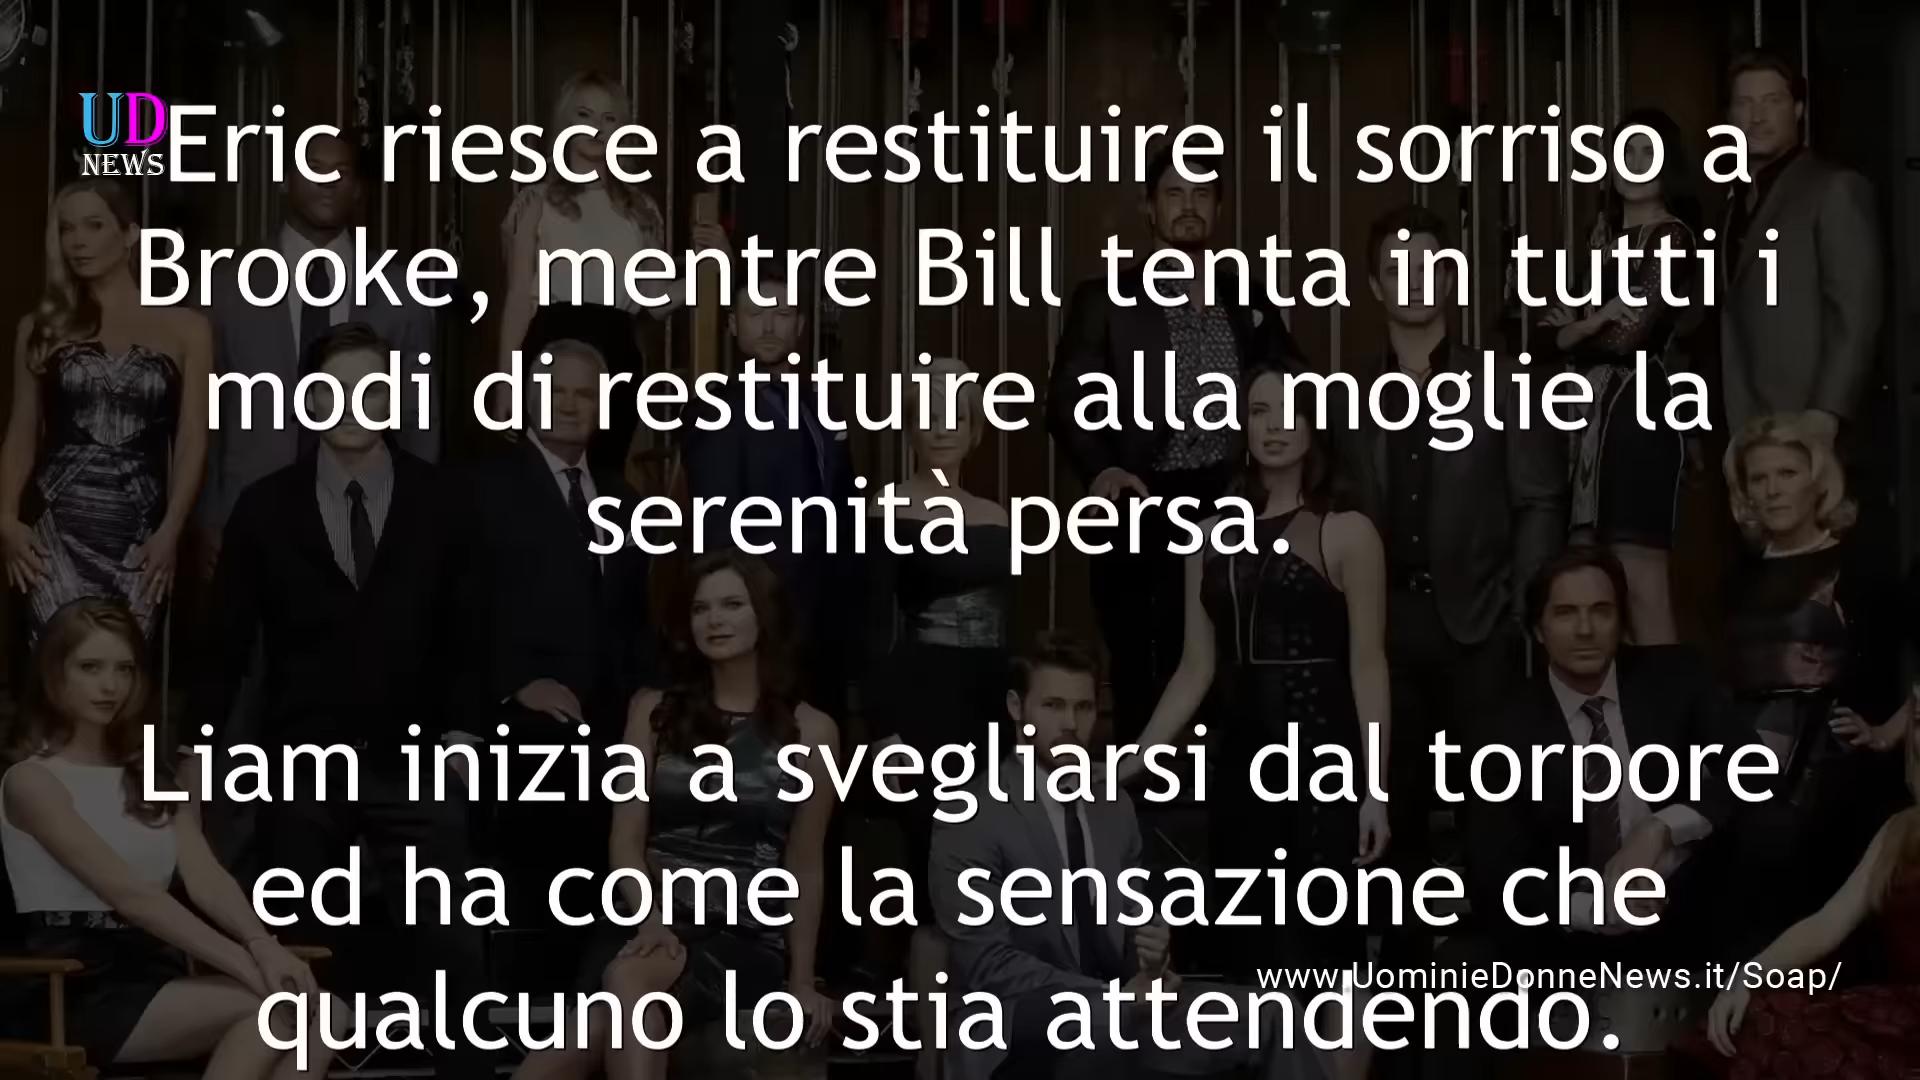 UD
NEWS
Eric riesce a restituire il sorriso a
Brooke, mentre Bill tenta in tutti i
modi di restituire alla moglie la
serenità persa.
Liam inizia a svegliarsi dal torpore
ed ha come la sensazione che
www.UominieDonneNews.it/Soap/
qualcuno lo stia attendendo.